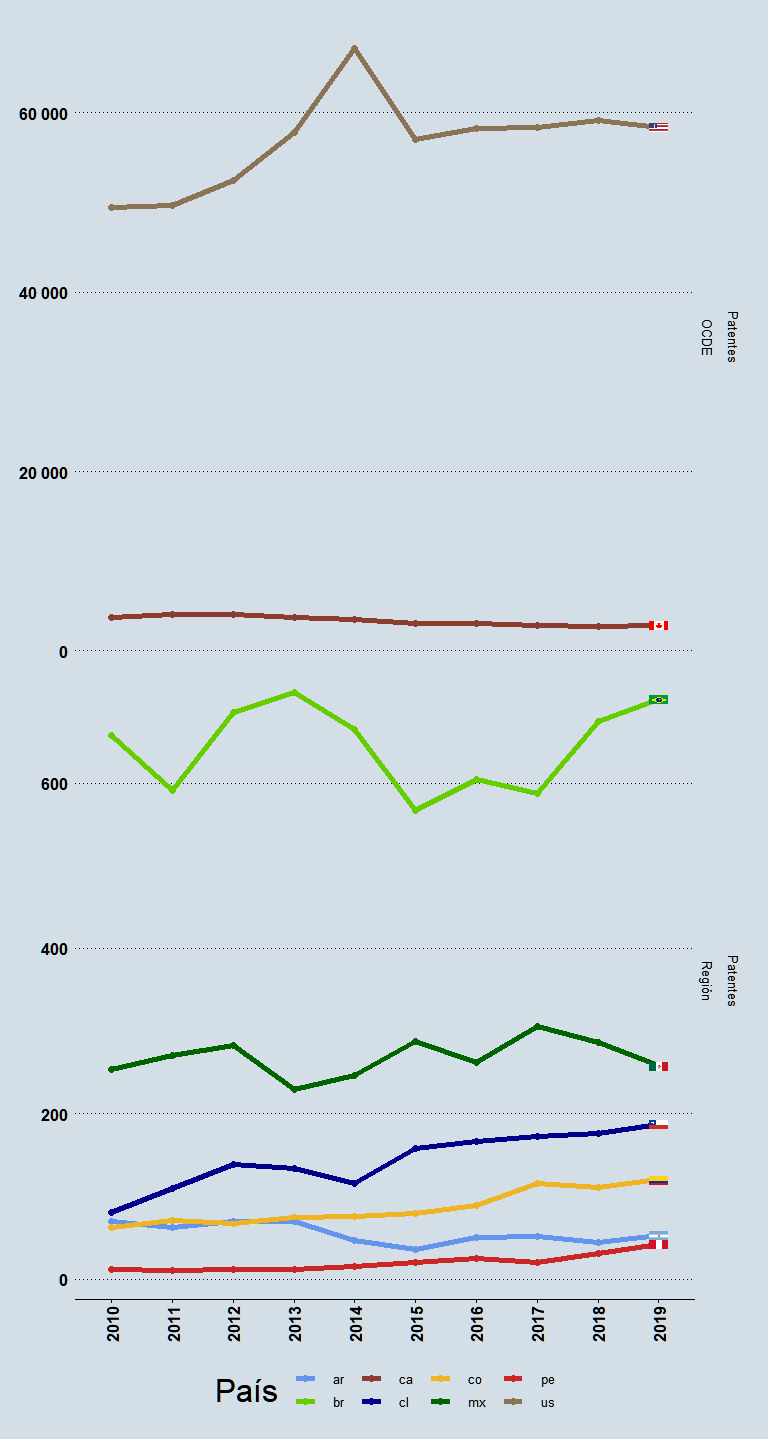 60 000
40 000
20 000
0
Patentes
OCDE
600
400
200
0
Patentes
Región
2010 2011 2012 2013 2014 2015 2016 2017 2018 2019
País
ar ca co pe
br cl mx us